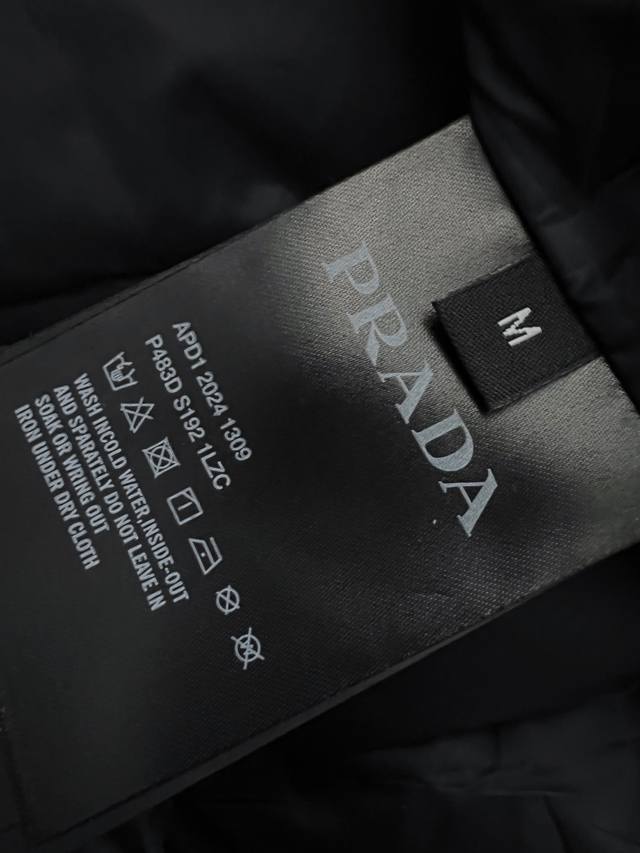 PRADA
M
APD1 2024 1309
P483D S192 1LZC
WASH INCOLD WATER,INSIDE-OUT
AND SPARATELY DO NOT LEAVE IN
SOAK OR WRING OUT
IRON UNDER DRY CLOTH